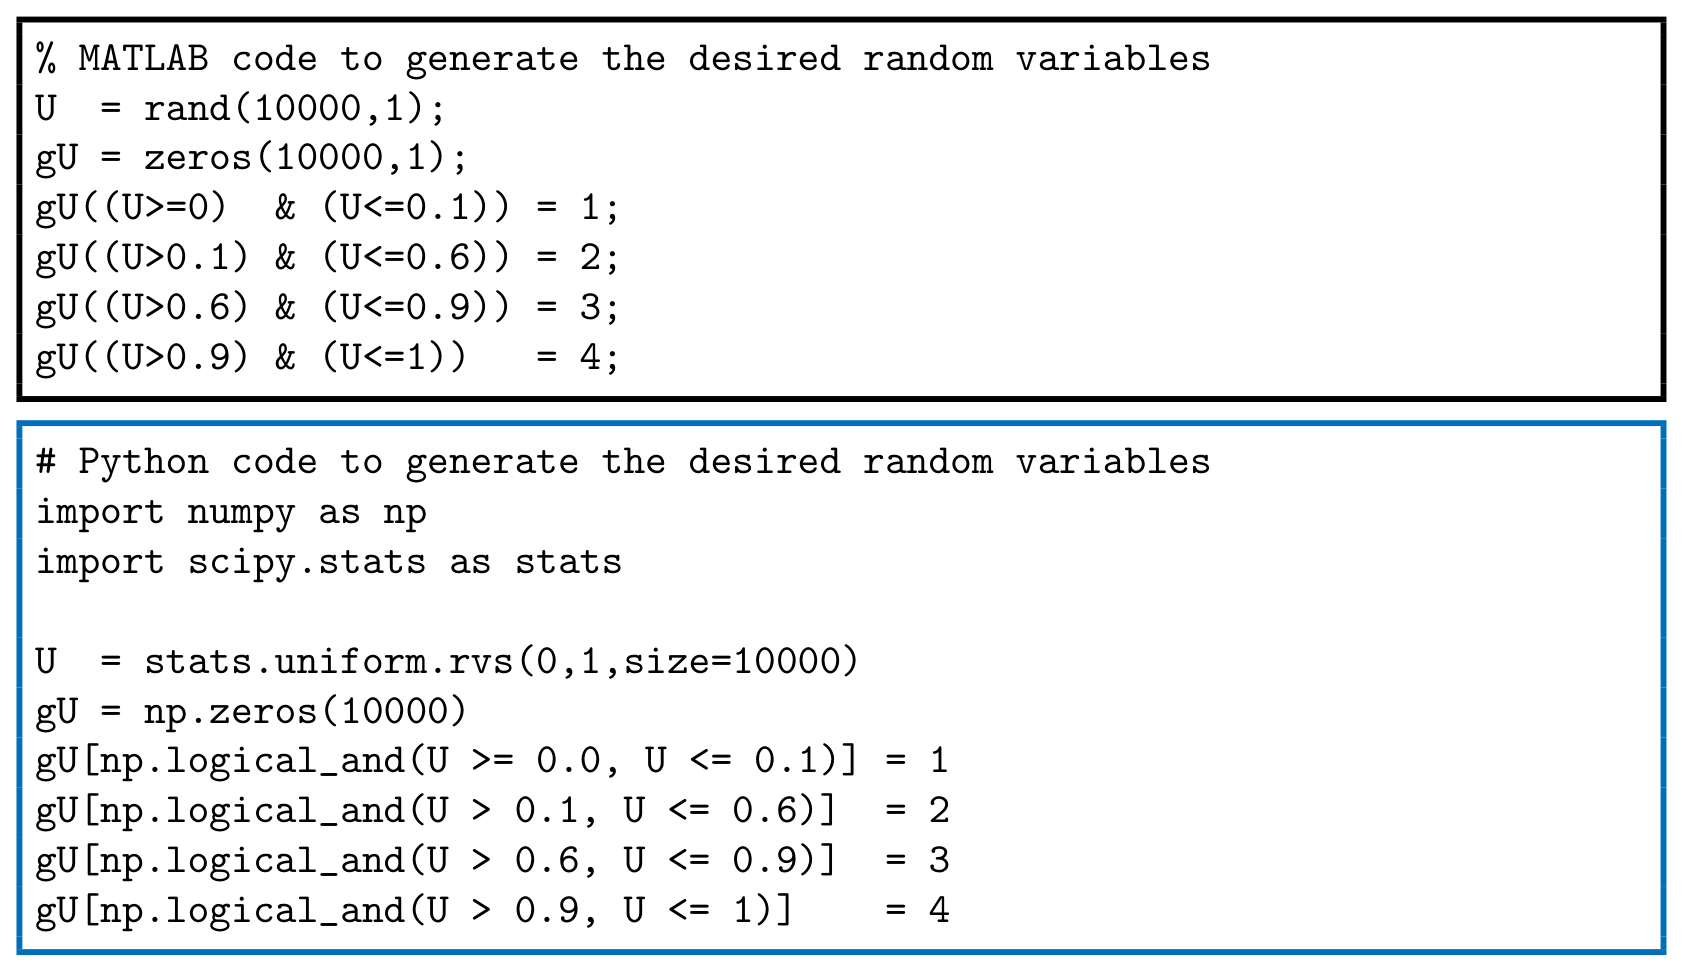 % MATLAB code to generate the desired random variables
U  = rand(10000,1);
gU = zeros(10000,1);
gU((U>=0)  & (U<=0.1)) = 1;
gU((U>0.1) & (U<=0.6)) = 2;
gU((U>0.6) & (U<=0.9)) = 3;
gU((U>0.9) & (U<=1))   = 4;
# Python code to generate the desired random variables
import numpy as np
import scipy.stats as stats
U  = stats.uniform.rvs(0,1,size=10000)
gU = np.zeros(10000)
gU[np.logical_and(U >= 0.0, U <= 0.1)] = 1
gU[np.logical_and(U > 0.1, U <= 0.6)]  = 2
gU[np.logical_and(U > 0.6, U <= 0.9)]  = 3
gU[np.logical_and(U > 0.9, U <= 1)]    = 4